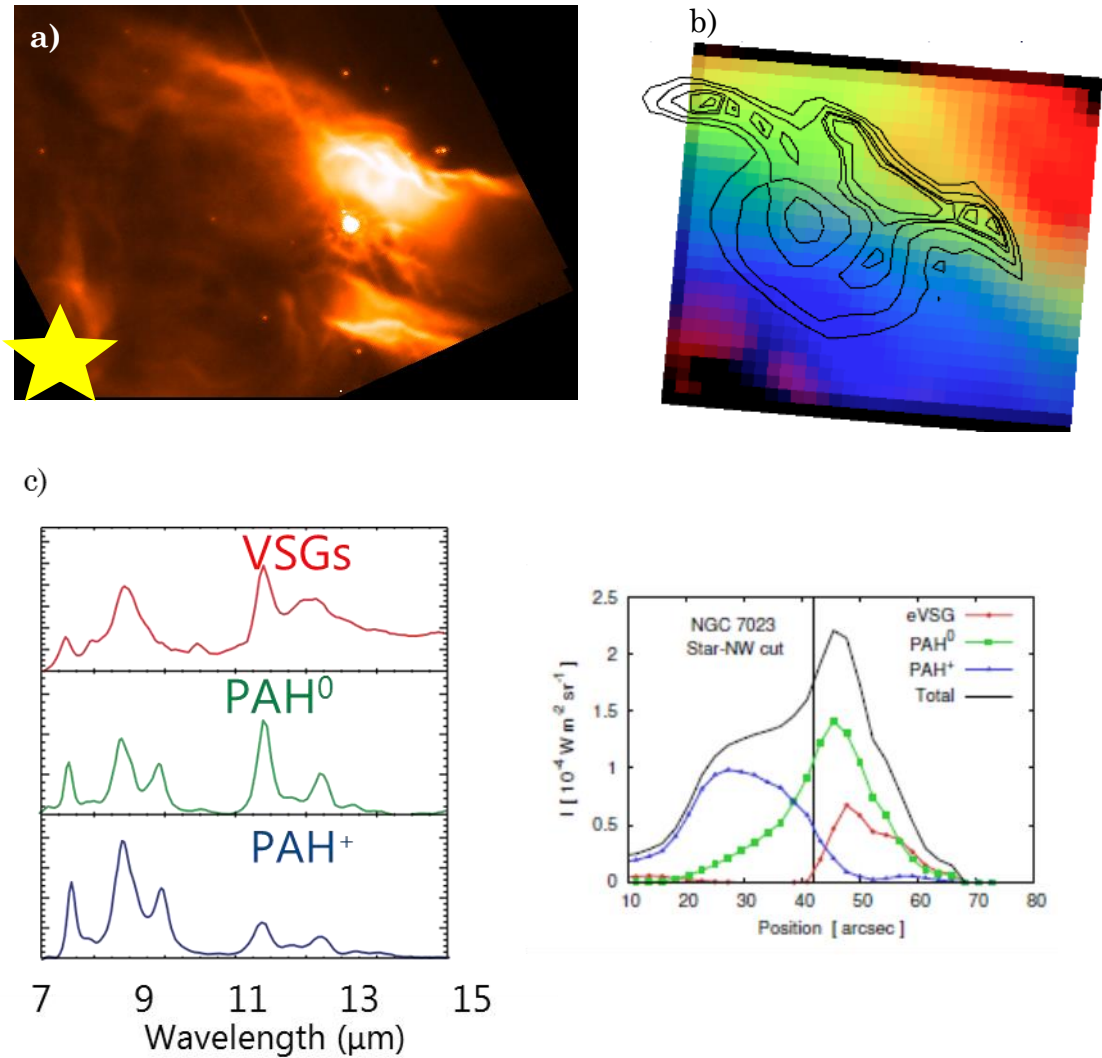 a)
b)
c)
VSGs
PAH⁰
PAH⁺
7 9 11 13 15
Wavelength (μm)
2.5
2
1.5
1
0.5
0
I [ 10⁻⁴ W m⁻² sr⁻¹ ]
NGC 7023
Star-NW cut
eVSG
PAH⁰
PAH⁺
Total
10 20 30 40 50 60 70 80
Position [ arcsec ]